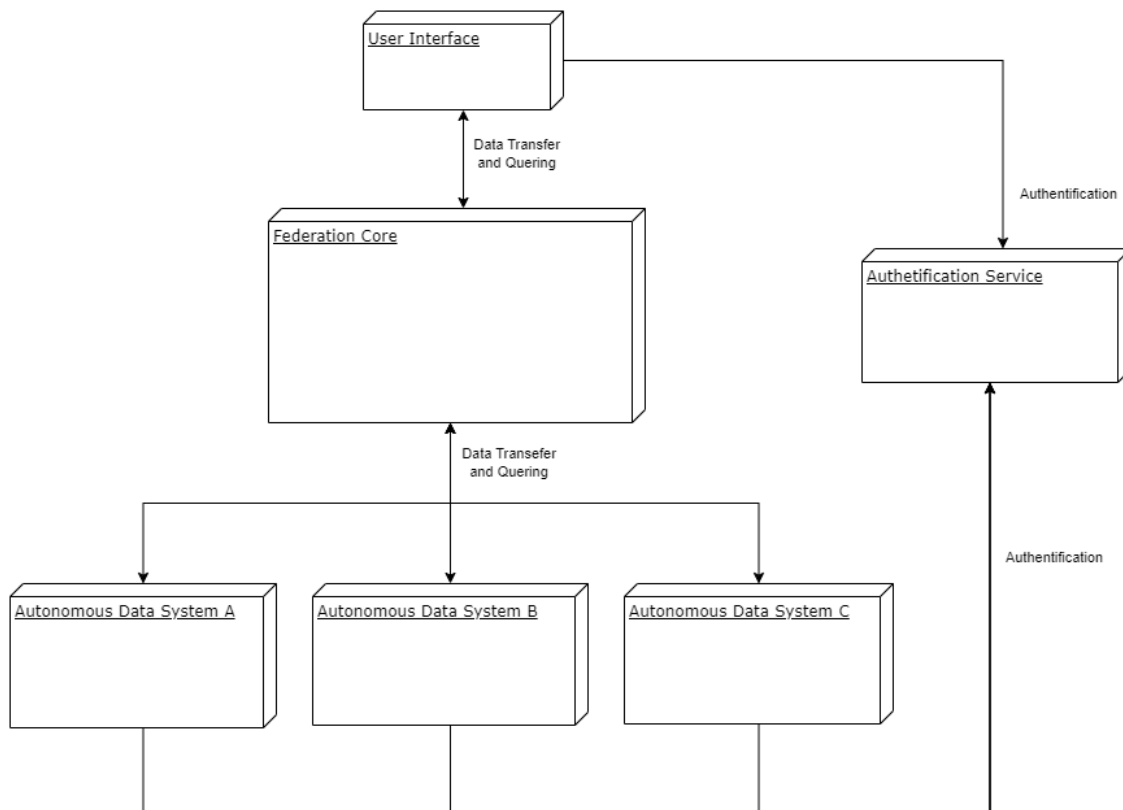 User Interface
Data Transfer
and Quering
Authentification
Federation Core
Authetification Service
Data Transefer
and Quering
Authentification
Autonomous Data System A
Autonomous Data System B
Autonomous Data System C